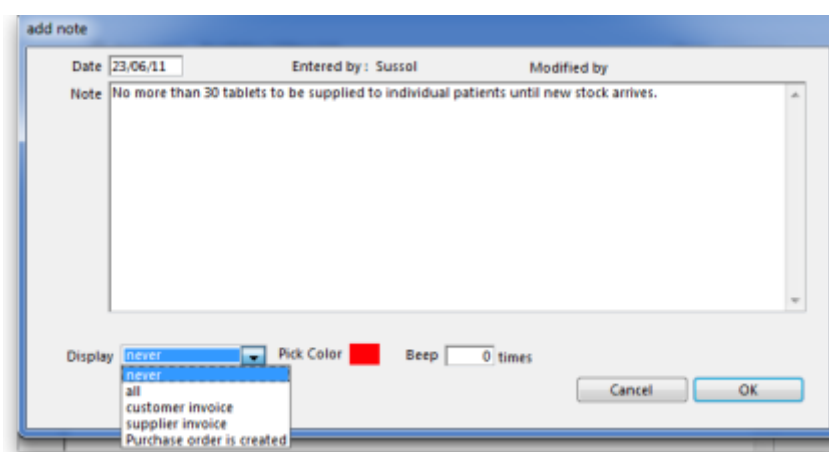 add note
Date 23/06/11 Entered by : Sussol Modified by
Note No more than 30 tablets to be supplied to individual patients until new stock arrives.
Display never Pick Color Beep 0 times
never
all
customer invoice
supplier invoice
Purchase order is created
Cancel OK